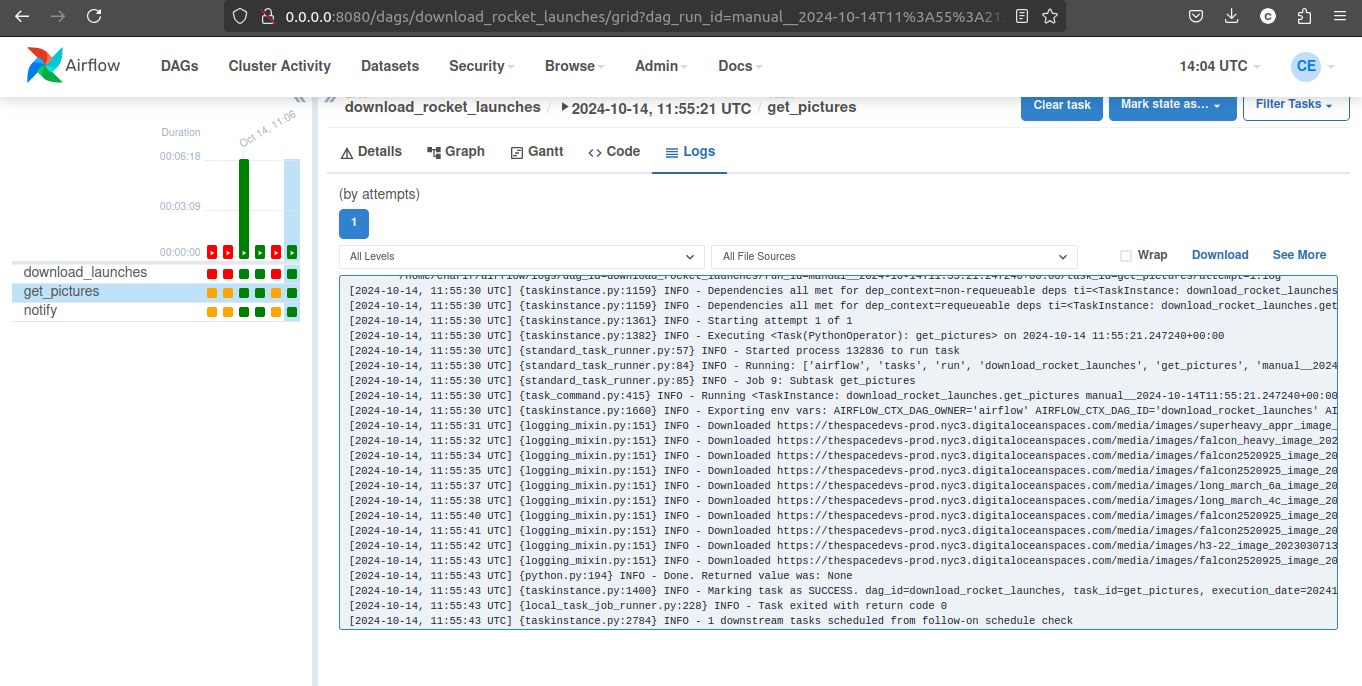 0.0.0.0:8080/dags/download_rocket_launches/grid?dag_run_id=manual__2024-10-14T11%3A55%3A21.
C
Airflow
DAGs Cluster Activity Datasets Security Browse Admin Docs 14:04 UTC CE
download_rocket_launches / 2024-10-14, 11:55:21 UTC / get_pictures
Clear task Mark state as… Filter Tasks
Oct 14, 11:06
Duration
00:06:18
00:03:09
00:00:00
download_launches
get_pictures
notify
Details Graph Gantt Code Logs
(by attempts)
1
All Levels All File Sources Wrap Download See More
[2024-10-14, 11:55:30 UTC] {taskinstance.py:1159} INFO - Dependencies all met for dep_context=non-requeueable deps ti=<TaskInstance: download_rocket_launches
[2024-10-14, 11:55:30 UTC] {taskinstance.py:1159} INFO - Dependencies all met for dep_context=requeueable deps ti=<TaskInstance: download_rocket_launches.get
[2024-10-14, 11:55:30 UTC] {taskinstance.py:1361} INFO - Starting attempt 1 of 1
[2024-10-14, 11:55:30 UTC] {taskinstance.py:1382} INFO - Executing <Task(PythonOperator): get_pictures> on 2024-10-14 11:55:21.247240+00:00
[2024-10-14, 11:55:30 UTC] {standard_task_runner.py:57} INFO - Started process 132836 to run task
[2024-10-14, 11:55:30 UTC] {standard_task_runner.py:84} INFO - Running: ['airflow', 'tasks', 'run', 'download_rocket_launches', 'get_pictures', 'manual__2024
[2024-10-14, 11:55:30 UTC] {standard_task_runner.py:85} INFO - Job 9: Subtask get_pictures
[2024-10-14, 11:55:30 UTC] {task_command.py:415} INFO - Running <TaskInstance: download_rocket_launches.get_pictures manual__2024-10-14T11:55:21.247240+00:00
[2024-10-14, 11:55:30 UTC] {taskinstance.py:1660} INFO - Exporting env vars: AIRFLOW_CTX_DAG_OWNER='airflow' AIRFLOW_CTX_DAG_ID='download_rocket_launches' AI
[2024-10-14, 11:55:31 UTC] {logging_mixin.py:151} INFO - Downloaded https://thespacedevs-prod.nyc3.digitaloceanspaces.com/media/images/superheavy_appr_image_
[2024-10-14, 11:55:32 UTC] {logging_mixin.py:151} INFO - Downloaded https://thespacedevs-prod.nyc3.digitaloceanspaces.com/media/images/falcon_heavy_image_202
[2024-10-14, 11:55:34 UTC] {logging_mixin.py:151} INFO - Downloaded https://thespacedevs-prod.nyc3.digitaloceanspaces.com/media/images/falcon2520925_image_20
[2024-10-14, 11:55:35 UTC] {logging_mixin.py:151} INFO - Downloaded https://thespacedevs-prod.nyc3.digitaloceanspaces.com/media/images/falcon2520925_image_20
[2024-10-14, 11:55:37 UTC] {logging_mixin.py:151} INFO - Downloaded https://thespacedevs-prod.nyc3.digitaloceanspaces.com/media/images/long_march_6a_image_20
[2024-10-14, 11:55:38 UTC] {logging_mixin.py:151} INFO - Downloaded https://thespacedevs-prod.nyc3.digitaloceanspaces.com/media/images/long_march_4c_image_20
[2024-10-14, 11:55:40 UTC] {logging_mixin.py:151} INFO - Downloaded https://thespacedevs-prod.nyc3.digitaloceanspaces.com/media/images/falcon2520925_image_20
[2024-10-14, 11:55:41 UTC] {logging_mixin.py:151} INFO - Downloaded https://thespacedevs-prod.nyc3.digitaloceanspaces.com/media/images/falcon2520925_image_20
[2024-10-14, 11:55:42 UTC] {logging_mixin.py:151} INFO - Downloaded https://thespacedevs-prod.nyc3.digitaloceanspaces.com/media/images/h3-22_image_2023030713
[2024-10-14, 11:55:43 UTC] {logging_mixin.py:151} INFO - Downloaded https://thespacedevs-prod.nyc3.digitaloceanspaces.com/media/images/falcon2520925_image_20
[2024-10-14, 11:55:43 UTC] {python.py:194} INFO - Done. Returned value was: None
[2024-10-14, 11:55:43 UTC] {taskinstance.py:1400} INFO - Marking task as SUCCESS. dag_id=download_rocket_launches, task_id=get_pictures, execution_date=202410
[2024-10-14, 11:55:43 UTC] {local_task_job_runner.py:228} INFO - Task exited with return code 0
[2024-10-14, 11:55:43 UTC] {taskinstance.py:2784} INFO - 1 downstream tasks scheduled from follow-on schedule check